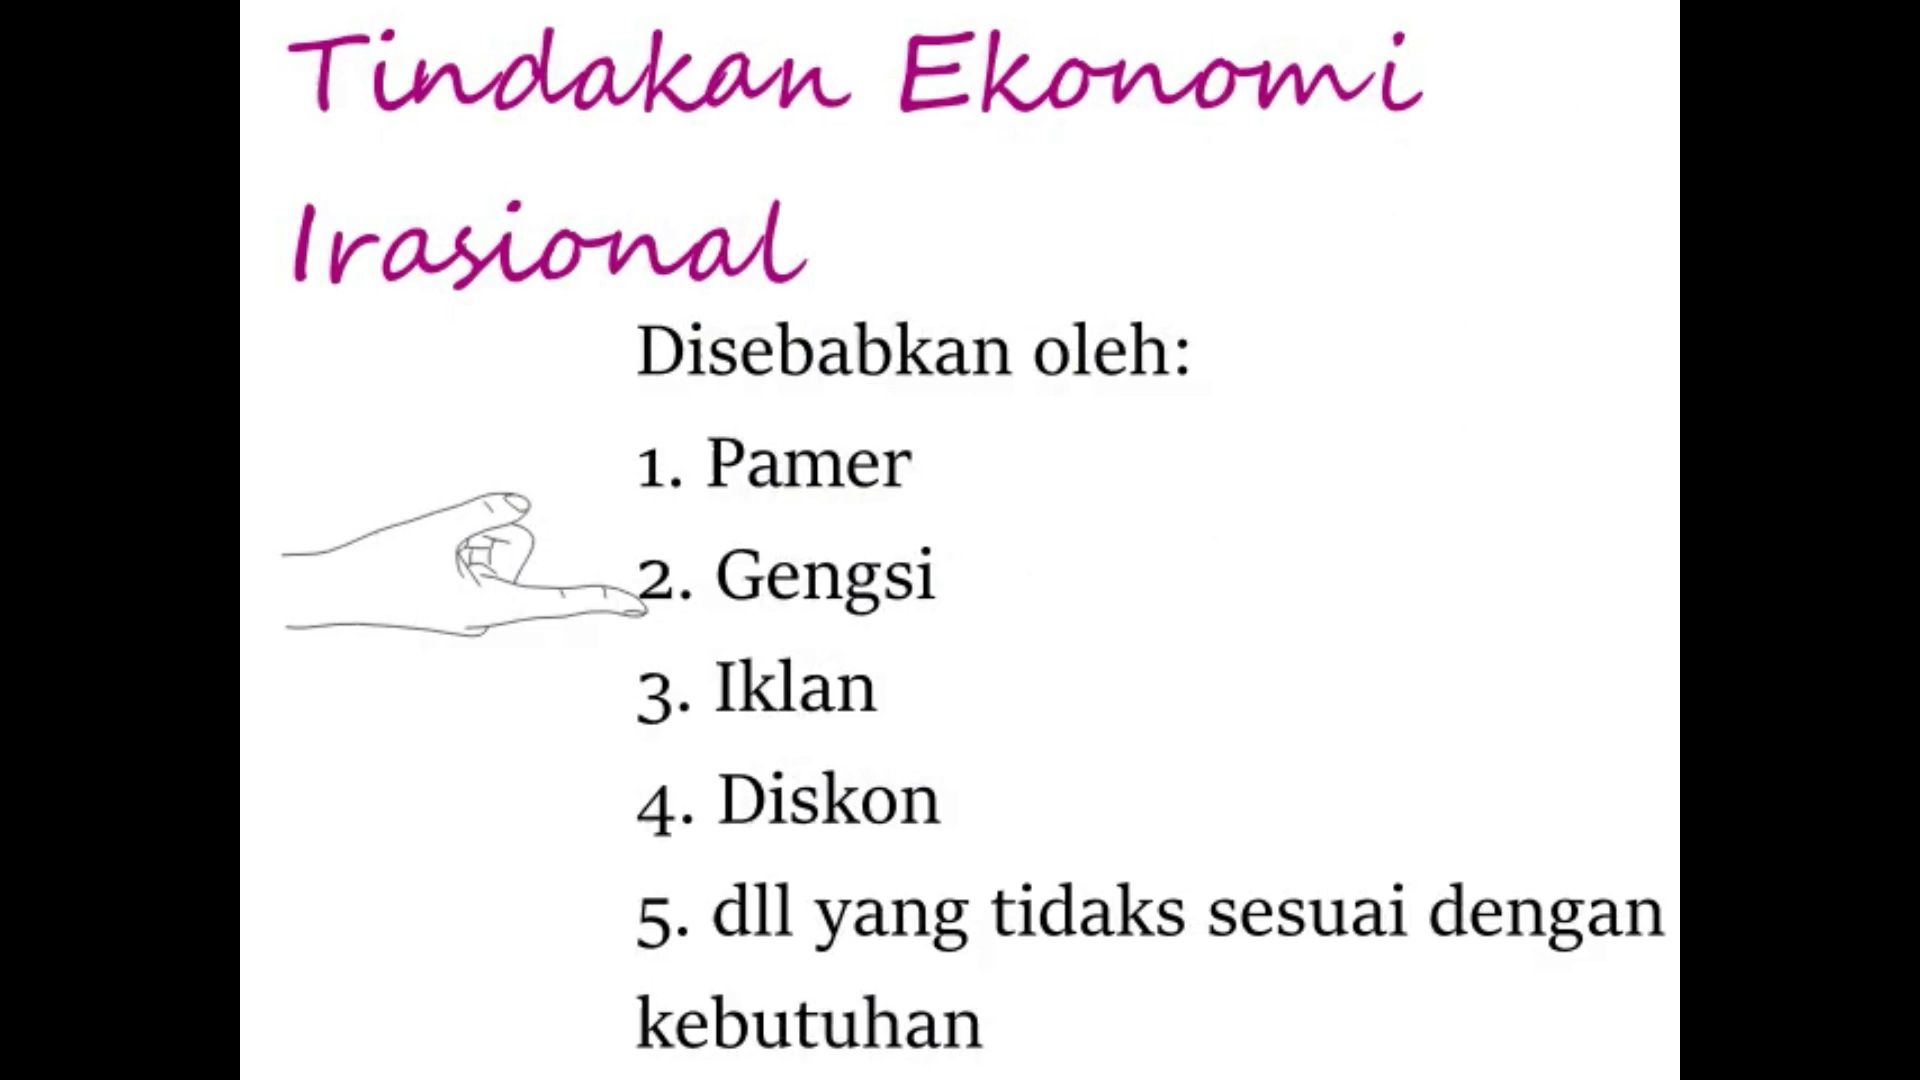 Tindakan Ekonomi
Irasional
Disebabkan oleh:
1. Pamer
2. Gengsi
3. Iklan
4. Diskon
5. dll yang tidaks sesuai dengan
kebutuhan